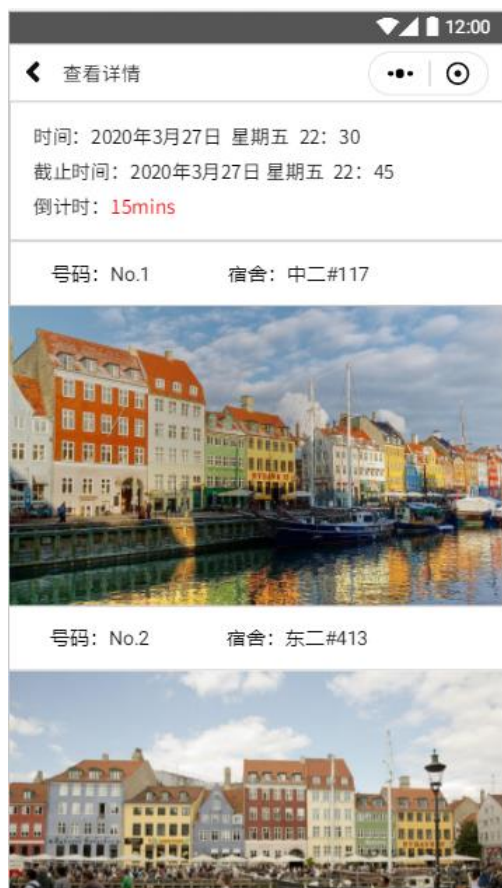 12:00
查看详情
时间：2020年3月27日 星期五 22：30
截止时间：2020年3月27日 星期五 22：45
倒计时：15mins
号码：No.1 宿舍：中二#117
号码：No.2 宿舍：东二#413